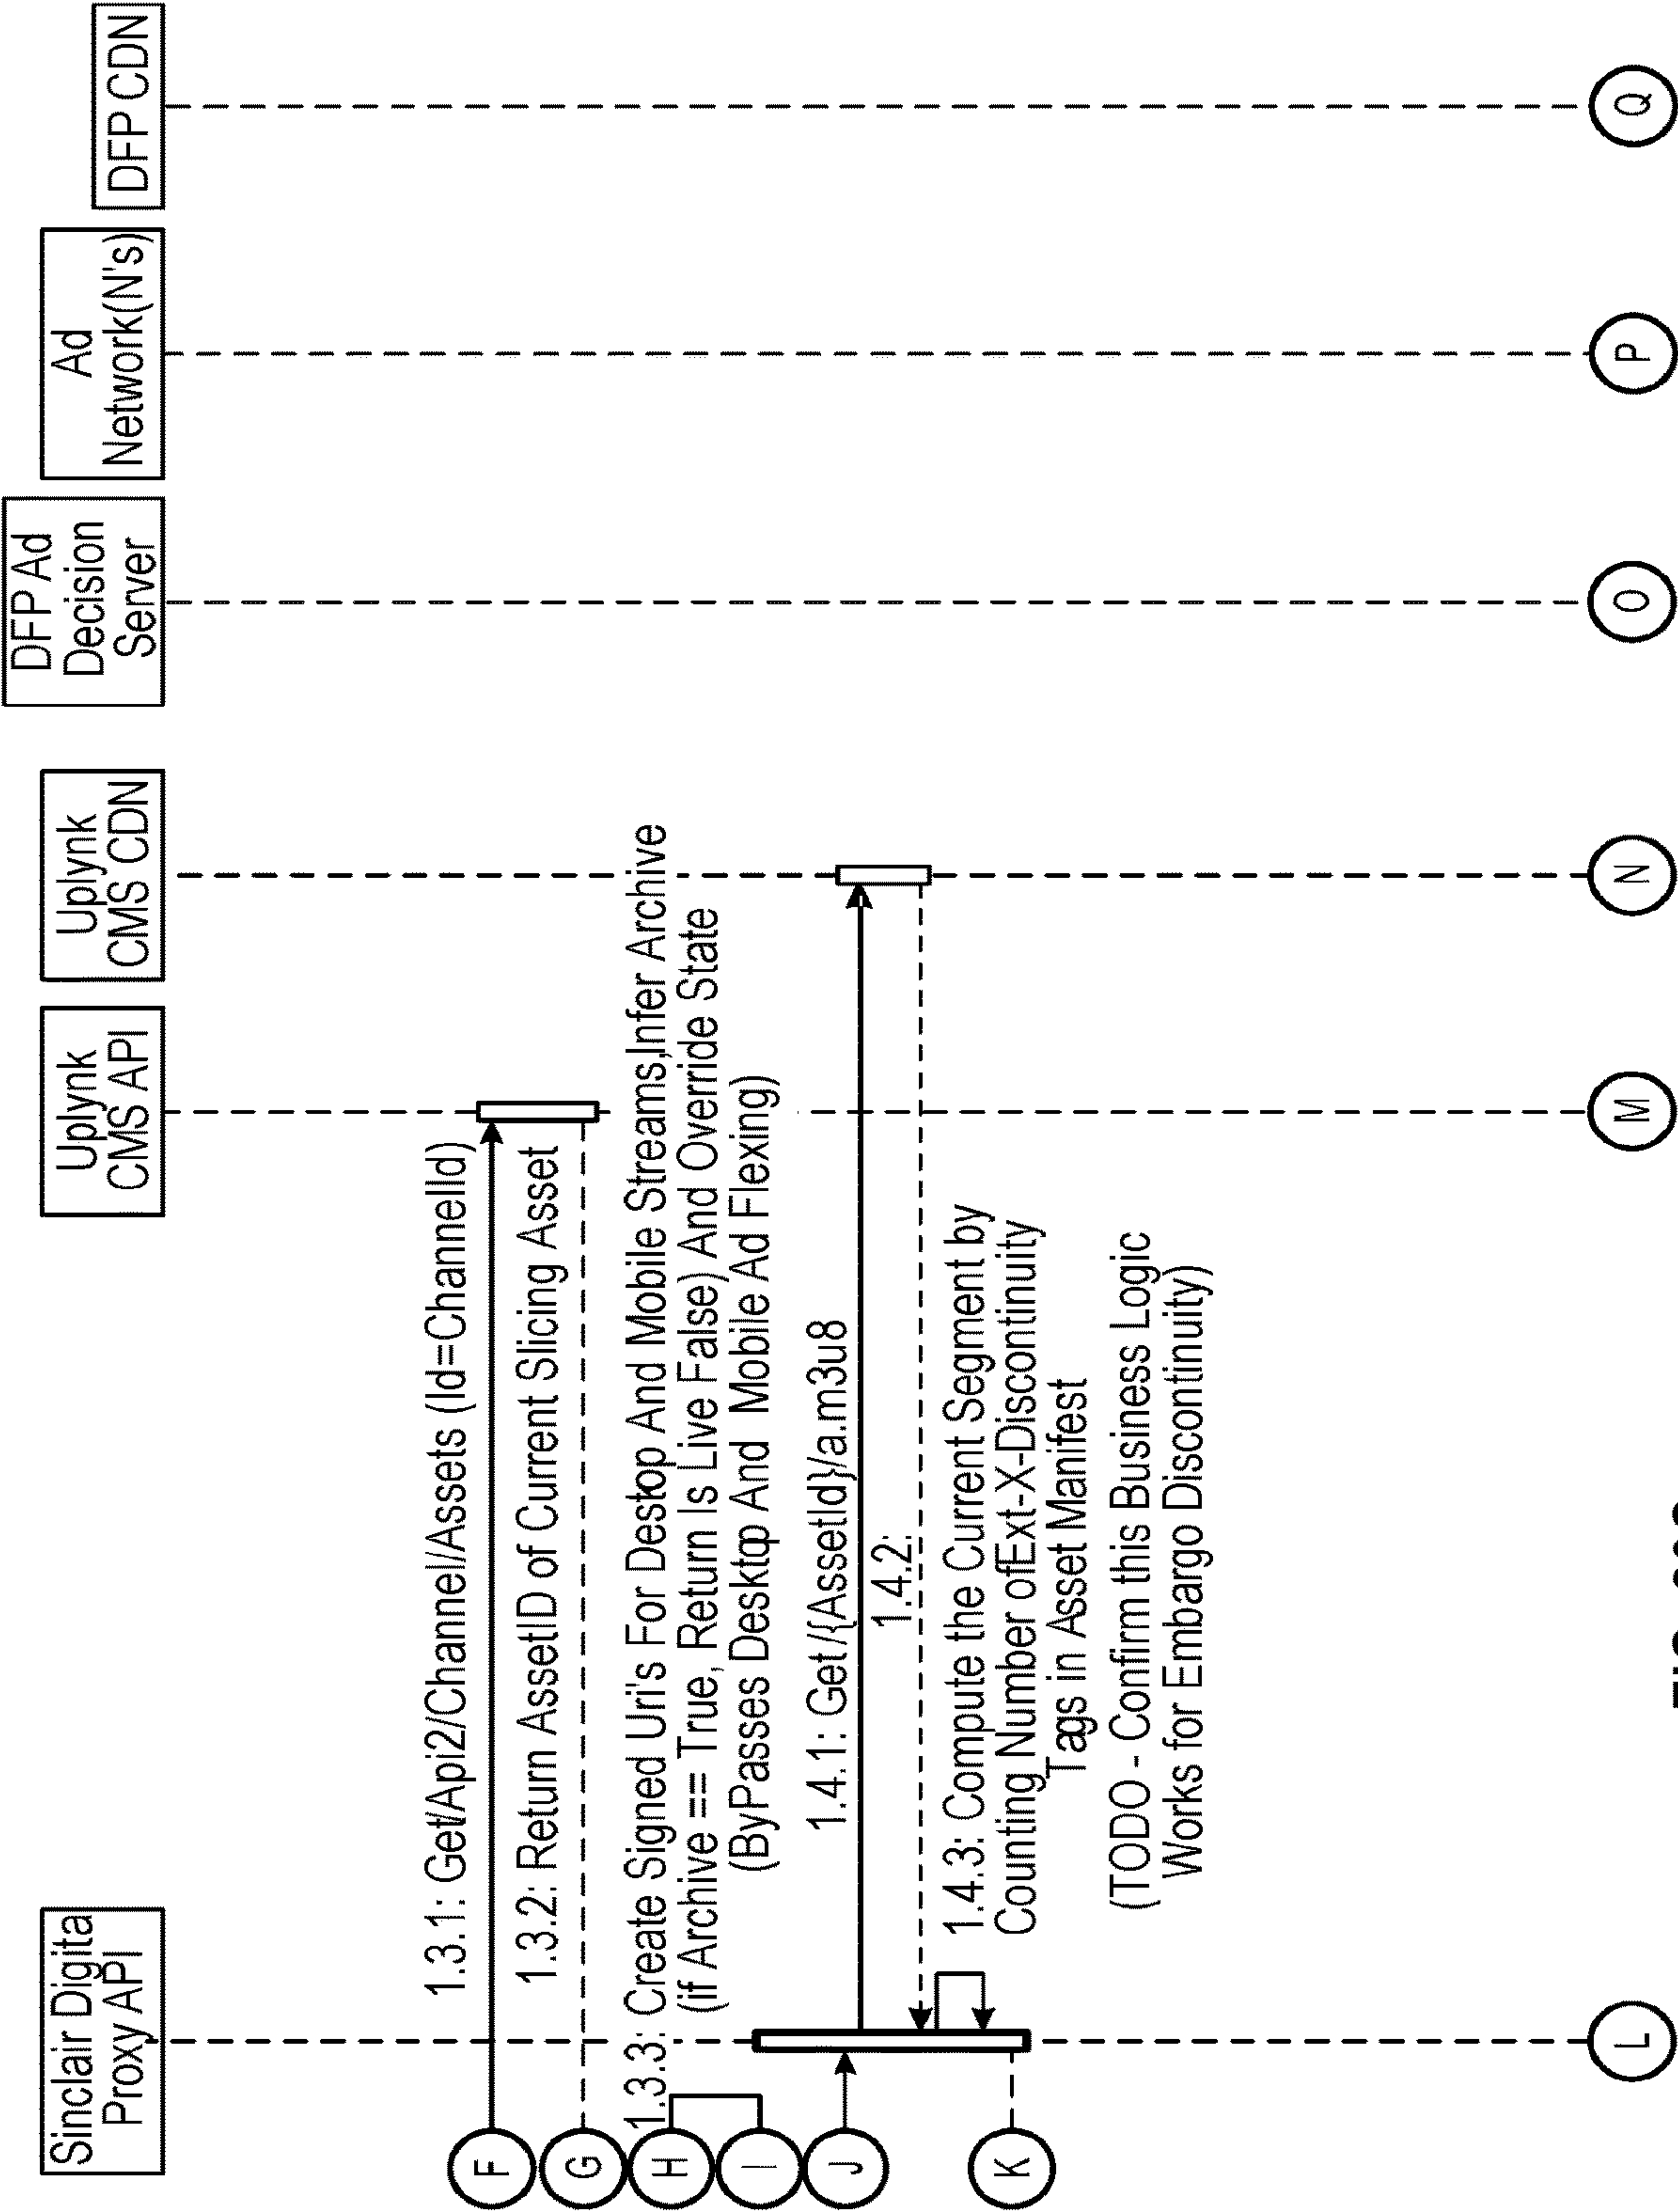 Sinclair Digita
Proxy API
Uplynk
CMS API
Uplynk
CMS CDN
DFP Ad
Decision
Server
Ad
Network(N's)
DFP CDN
F
1.3.1: Get/Api2/Channel/Assets (Id=ChannelId)
G
1.3.2: Return AssetID of Current Slicing Asset
H
1.3.3: Create Signed Uri's For Destop And Mobile Streams,Infer Archive
(if Archive == True, Return Is Live False) And Override State
(ByPasses Desktop And Mobile Ad Flexing)
I
J
1.4.1: Get /{AssetId}/a.m3u8
1.4.2:
K
1.4.3: Compute the Current Segment by
Counting Number ofExt-X-Discontinuity
Tags in Asset Manifest
(TODO - Confirm this Business Logic
Works for Embargo Discontinuity)
L
M
N
O
P
Q